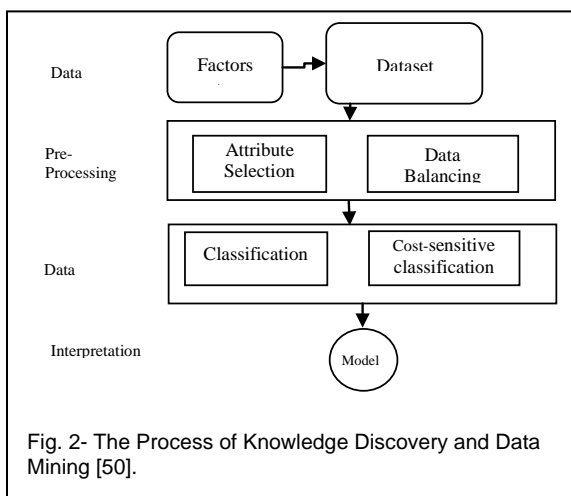 Data
Factors
Dataset
Pre-
Processing
Attribute
Selection
Data
Balancing
Data
Classification
Cost-sensitive
classification
Interpretation
Model
Fig. 2- The Process of Knowledge Discovery and Data
Mining [50].